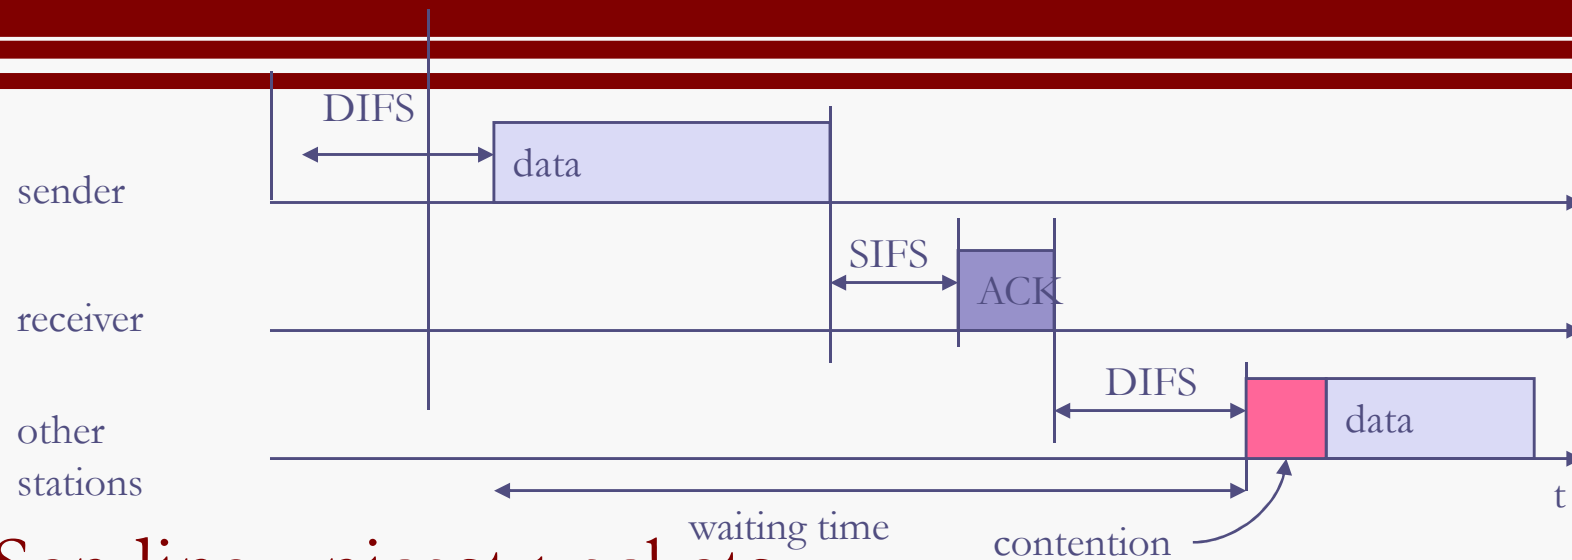 DIFS
data
sender
SIFS
ACK
receiver
DIFS
data
other
stations
t
waiting time
contention